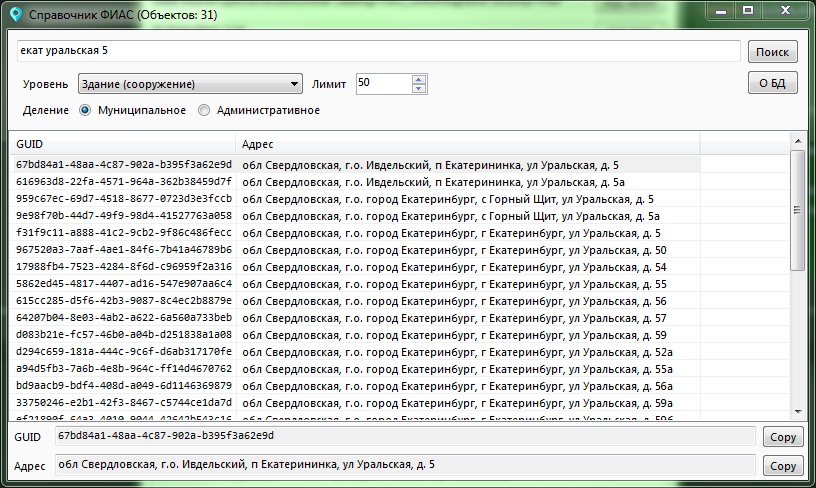 Справочник ФИАС (Объектов: 31)
екат уральская 5
Поиск
Уровень Здание (сооружение) Лимит 50
О БД
Деление Муниципальное Административное
GUID Адрес
67bd84a1-48aa-4c87-902a-b395f3a62e9d обл Свердловская, г.о. Ивдельский, п Екатерининка, ул Уральская, д. 5
616963d8-22fa-4571-964a-362b38459d7f обл Свердловская, г.о. Ивдельский, п Екатерининка, ул Уральская, д. 5а
959c67ec-69d7-4518-8677-0723d3e3fccb обл Свердловская, г.о. город Екатеринбург, с Горный Щит, ул Уральская, д. 5
9e98f70b-44d7-49f9-98d4-41527763a058 обл Свердловская, г.о. город Екатеринбург, с Горный Щит, ул Уральская, д. 5а
f31f9c11-a888-41c2-9cb2-9f86c486fecc обл Свердловская, г.о. город Екатеринбург, г Екатеринбург, ул Уральская, д. 5
967520a3-7aaf-4ae1-84f6-7b41a46789b6 обл Свердловская, г.о. город Екатеринбург, г Екатеринбург, ул Уральская, д. 50
17988fb4-7523-4284-8f6d-c96959f2a316 обл Свердловская, г.о. город Екатеринбург, г Екатеринбург, ул Уральская, д. 54
5862ed45-4817-4407-ad16-547e907aa6c4 обл Свердловская, г.о. город Екатеринбург, г Екатеринбург, ул Уральская, д. 55
615cc285-d5f6-42b3-9087-8c4ec2b8879e обл Свердловская, г.о. город Екатеринбург, г Екатеринбург, ул Уральская, д. 56
64207b04-8e03-4ab2-a622-6a560a733beb обл Свердловская, г.о. город Екатеринбург, г Екатеринбург, ул Уральская, д. 57
d083b21e-fc57-46b0-a04b-d251838a1a08 обл Свердловская, г.о. город Екатеринбург, г Екатеринбург, ул Уральская, д. 59
d294c659-181a-444c-9c6f-d6ab317170fe обл Свердловская, г.о. город Екатеринбург, г Екатеринбург, ул Уральская, д. 52а
a94d5fb3-7a6b-4e8b-964c-ff14d4670762 обл Свердловская, г.о. город Екатеринбург, г Екатеринбург, ул Уральская, д. 55а
bd9aacb9-bdf4-408d-a049-6d1146369879 обл Свердловская, г.о. город Екатеринбург, г Екатеринбург, ул Уральская, д. 56а
33750246-e2b1-42f3-8467-c5744ce1da7d обл Свердловская, г.о. город Екатеринбург, г Екатеринбург, ул Уральская, д. 59а
обл Свердловская, г.о. город Екатеринбург, г Екатеринбург, ул Уральская, д.
GUID 67bd84a1-48aa-4c87-902a-b395f3a62e9d Copy
Адрес обл Свердловская, г.о. Ивдельский, п Екатерининка, ул Уральская, д. 5 Copy